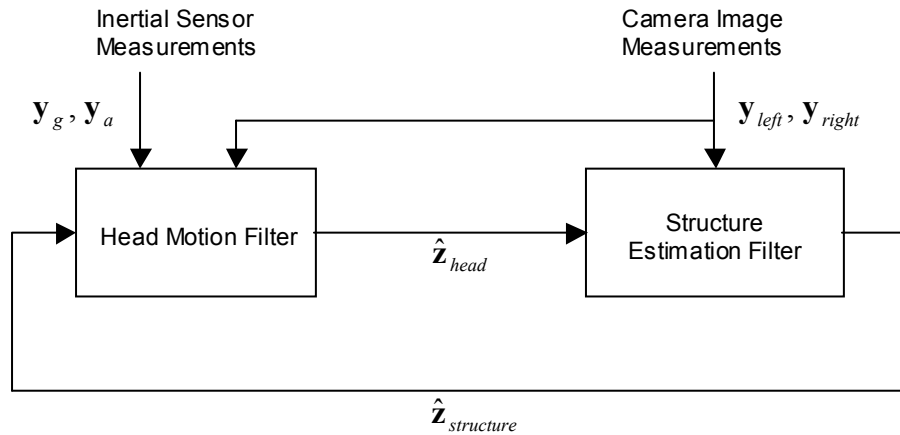 Inertial Sensor
Measurements
Camera Image
Measurements
y_g, y_a
y_left, y_right
Head Motion Filter
Structure
Estimation Filter
ẑ_head
ẑ_structure